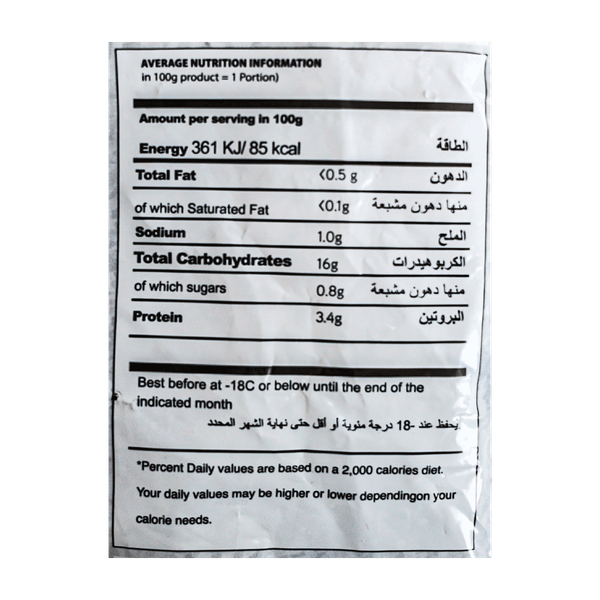 AVERAGE NUTRITION INFORMATION
in 100g product = 1 Portion)
Amount per serving in 100g
Energy 361 KJ/ 85 kcal الطاقة
Total Fat <0.5 g الدهون
of which Saturated Fat <0.1g منها دهون مشبعة
Sodium 1.0g الملح
Total Carbohydrates 16g الكربوهيدرات
of which sugars 0.8g منها دهون مشبعة
Protein 3.4g البروتين
Best before at -18C or below until the end of the
indicated month
يحفظ عند -18 درجة مئوية أو أقل حتى نهاية الشهر المحدد
*Percent Daily values are based on a 2,000 calories diet.
Your daily values may be higher or lower dependingon your
calorie needs.